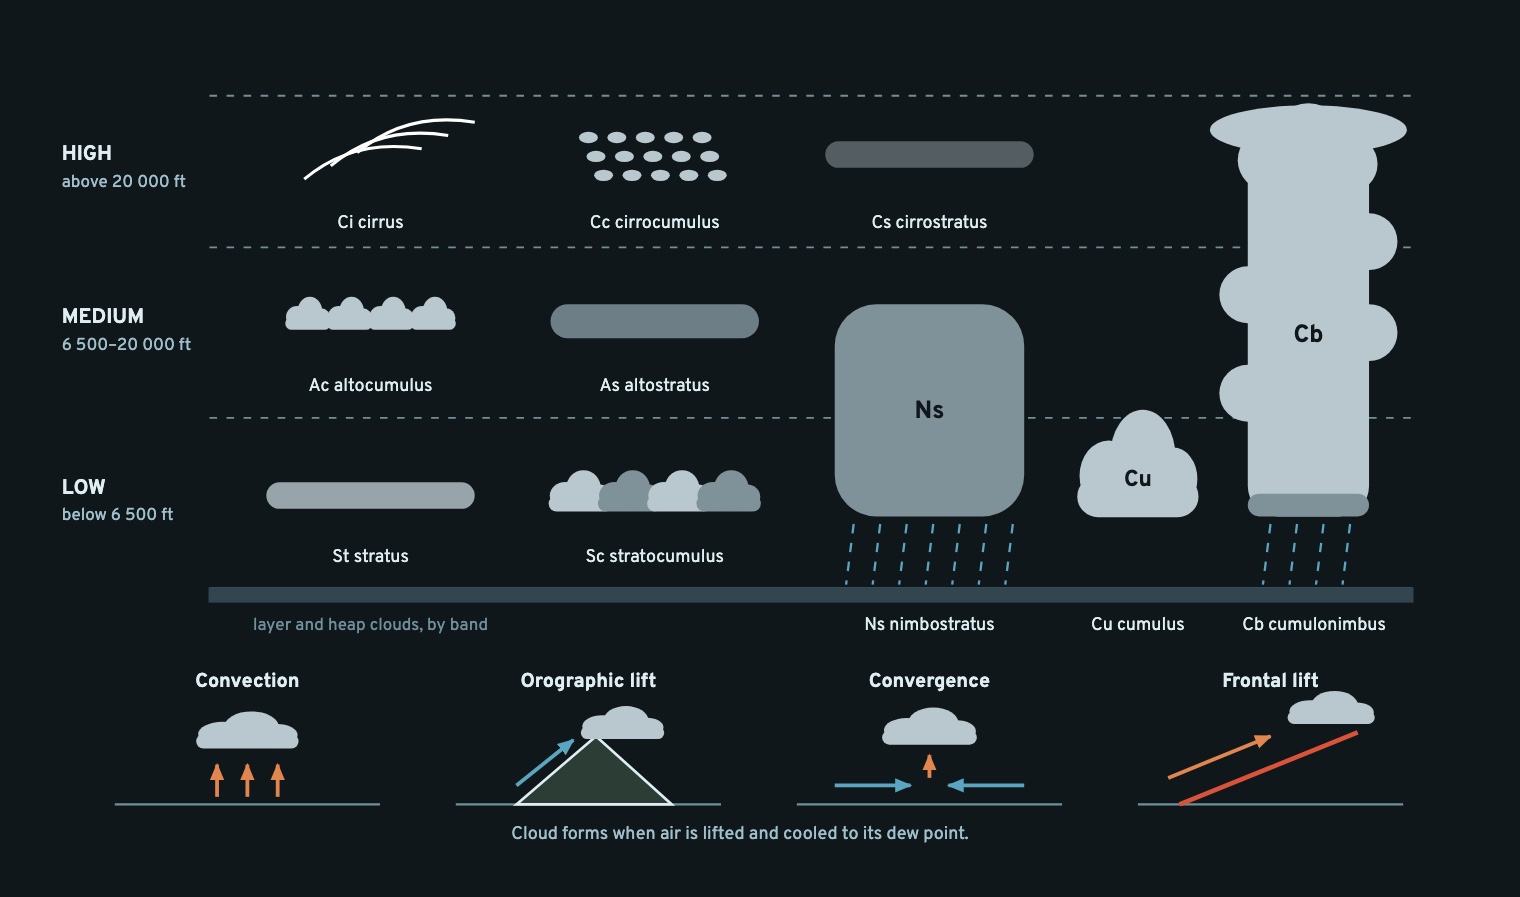 HIGH
above 20 000 ft
Ci cirrus
Cc cirrocumulus
Cs cirrostratus
MEDIUM
6 500–20 000 ft
Ac altocumulus
As altostratus
Ns
Cb
LOW
below 6 500 ft
St stratus
Sc stratocumulus
Cu
layer and heap clouds, by band
Ns nimbostratus
Cu cumulus
Cb cumulonimbus
Convection
Orographic lift
Convergence
Frontal lift
Cloud forms when air is lifted and cooled to its dew point.